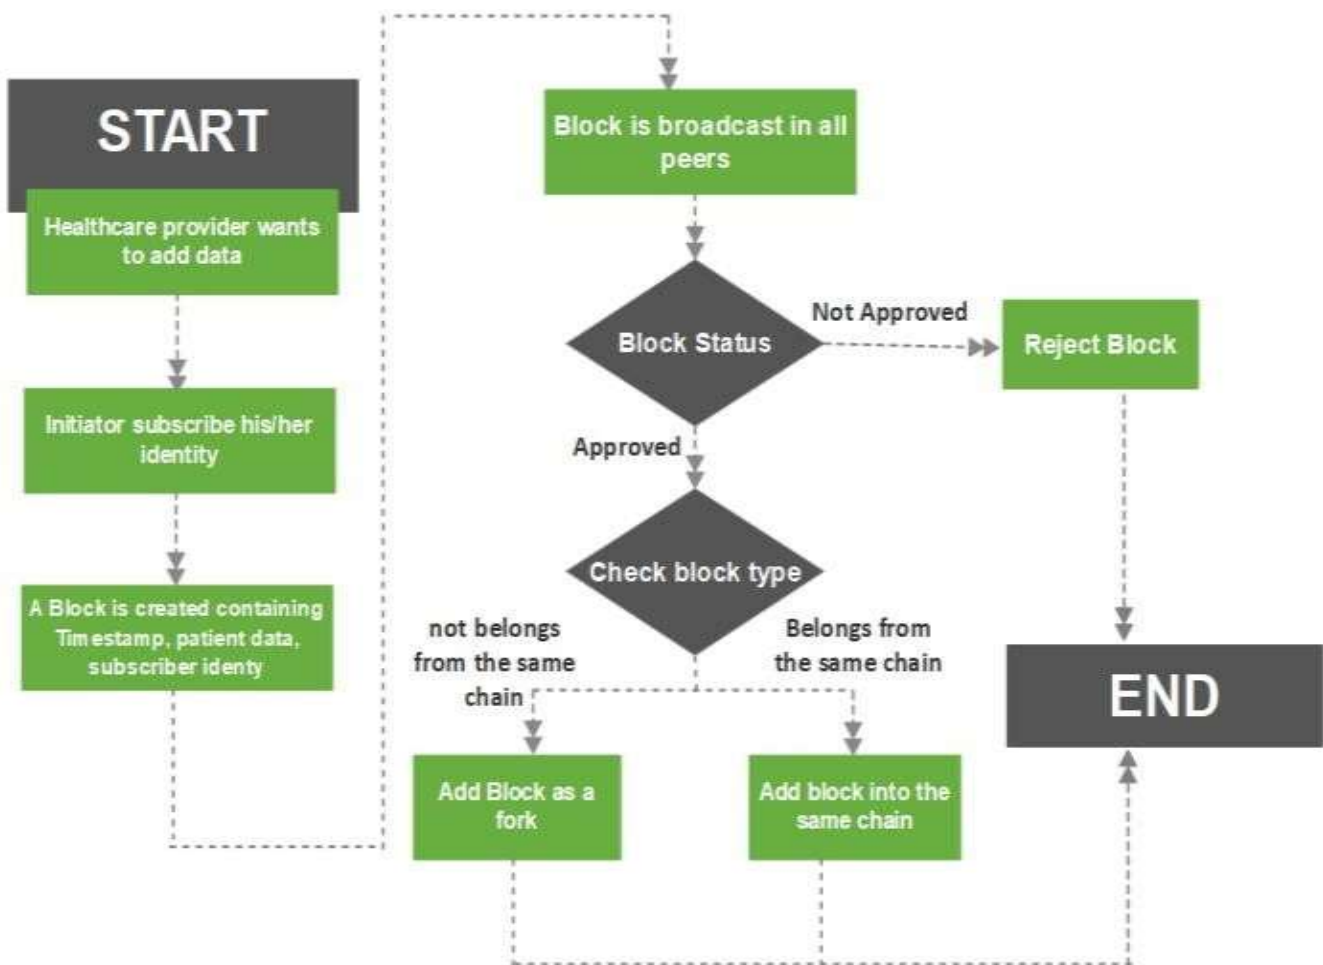 START
Healthcare provider wants
to add data
Initiator subscribe his/her
identity
A Block is created containing
Timestamp, patient data,
subscriber identy
Block is broadcast in all
peers
Block Status
Not Approved
Reject Block
Approved
Check block type
not belongs
from the same
chain
Belongs from
the same chain
Add Block as a
fork
Add block into the
same chain
END